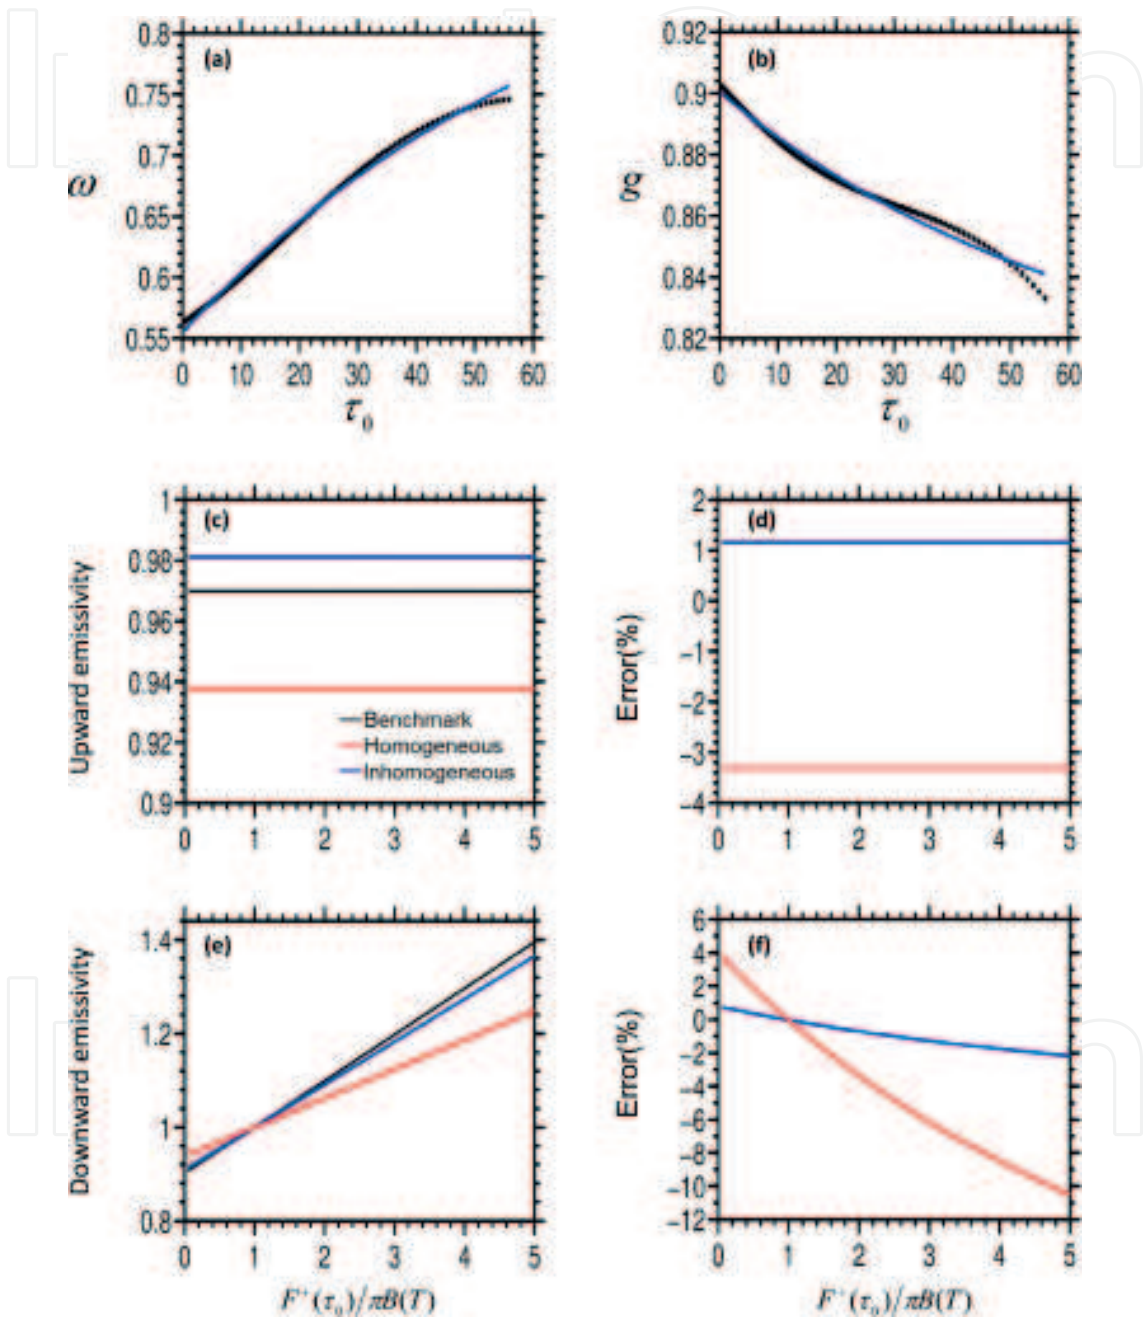 0.8
(a)
0.75
0.7
ω
0.65
0.6
0.55
0 10 20 30 40 50 60
τ₀
0.92
(b)
0.9
0.88
g
0.86
0.84
0.82
0 10 20 30 40 50 60
τ₀
1
(c)
0.98
0.96
0.94
0.92
0.9
Upward emissivity
Benchmark
Homogeneous
Inhomogeneous
0 1 2 3 4 5
2
(d)
1
0
−1
−2
−3
−4
Error(%)
0 1 2 3 4 5
1.4
(e)
1.2
1
0.8
Downward emissivity
0 1 2 3 4 5
F⁺(τ₀)/πB(T)
6
(f)
4
2
0
−2
−4
−6
−8
−10
−12
Error(%)
0 1 2 3 4 5
F⁺(τ₀)/πB(T)